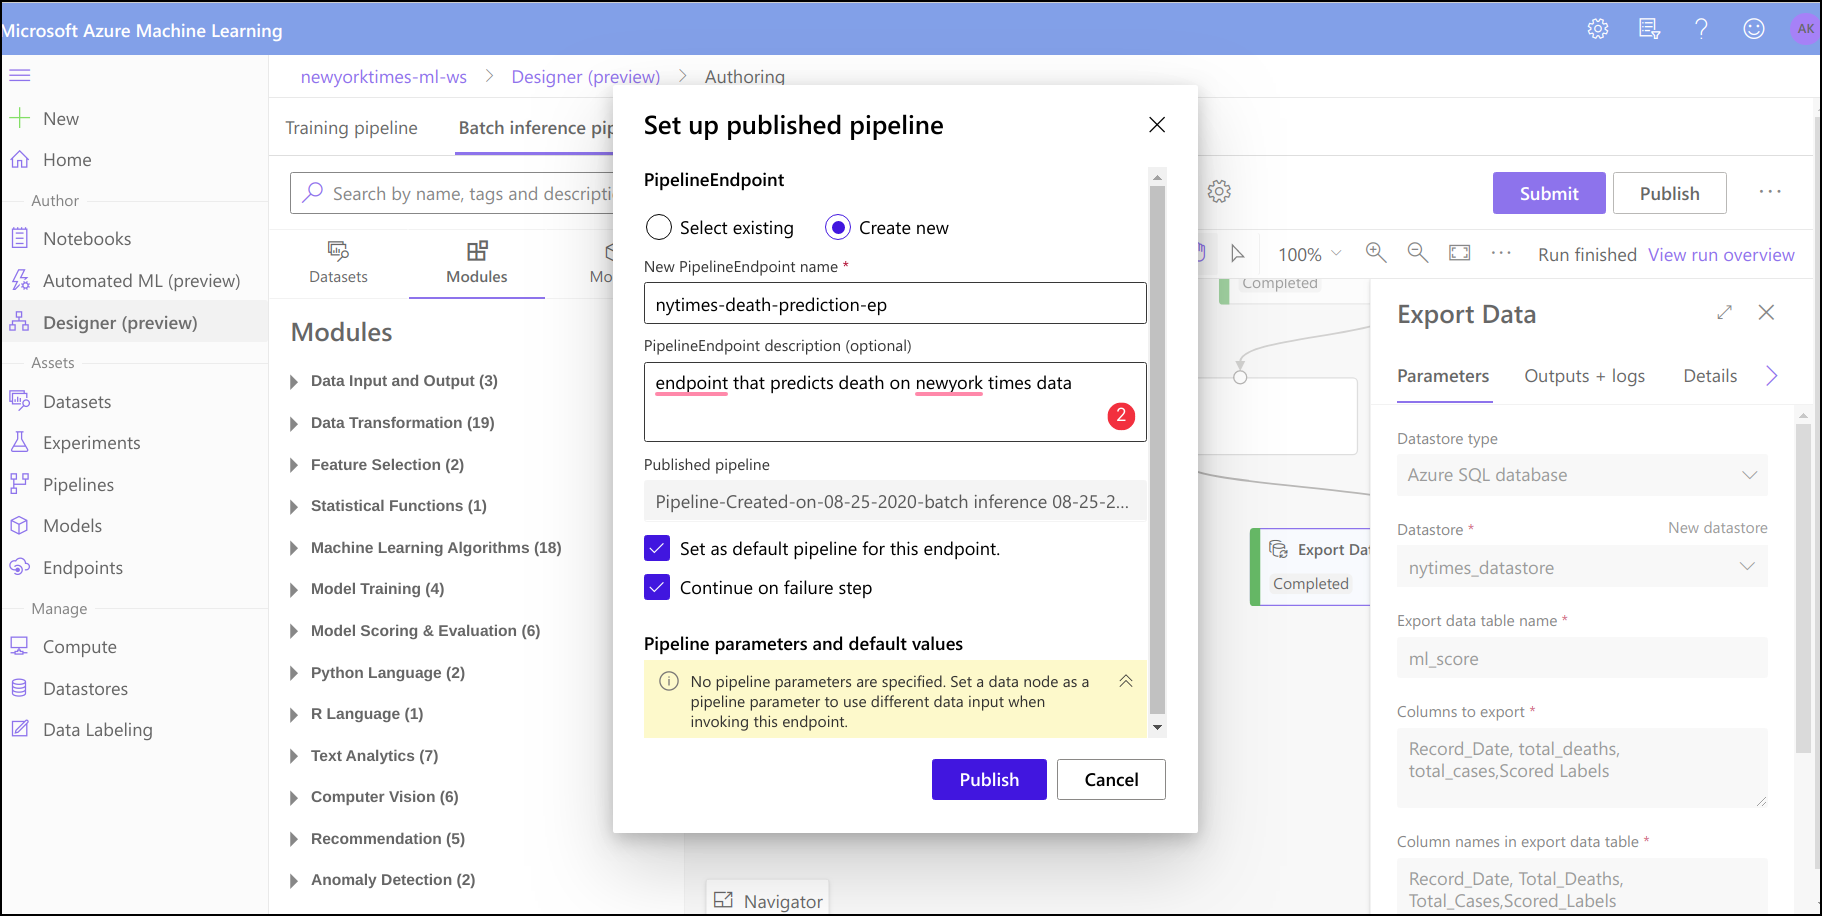 Microsoft Azure Machine Learning
AK
newyorktimes-ml-ws > Designer (preview) > Authoring
New
Home
Author
Notebooks
Automated ML (preview)
Designer (preview)
Assets
Datasets
Experiments
Pipelines
Models
Endpoints
Manage
Compute
Datastores
Data Labeling
Training pipeline
Batch inference pip
Search by name, tags and descripti
Datasets
Modules
Mo
Modules
Data Input and Output (3)
Data Transformation (19)
Feature Selection (2)
Statistical Functions (1)
Machine Learning Algorithms (18)
Model Training (4)
Model Scoring & Evaluation (6)
Python Language (2)
R Language (1)
Text Analytics (7)
Computer Vision (6)
Recommendation (5)
Anomaly Detection (2)
Set up published pipeline
PipelineEndpoint
Select existing
Create new
New PipelineEndpoint name *
nytimes-death-prediction-ep
PipelineEndpoint description (optional)
endpoint that predicts death on newyork times data
2
Published pipeline
Pipeline-Created-on-08-25-2020-batch inference 08-25-2...
Set as default pipeline for this endpoint.
Continue on failure step
Pipeline parameters and default values
No pipeline parameters are specified. Set a data node as a
pipeline parameter to use different data input when
invoking this endpoint.
Publish
Cancel
Submit
Publish
...
100%
...
Run finished
View run overview
Completed
Export Dat
Completed
Navigator
Export Data
Parameters
Outputs + logs
Details
Datastore type
Azure SQL database
Datastore *
New datastore
nytimes_datastore
Export data table name *
ml_score
Columns to export *
Record_Date, total_deaths,
total_cases,Scored Labels
Column names in export data table *
Record_Date, Total_Deaths,
Total_Cases,Scored_Labels